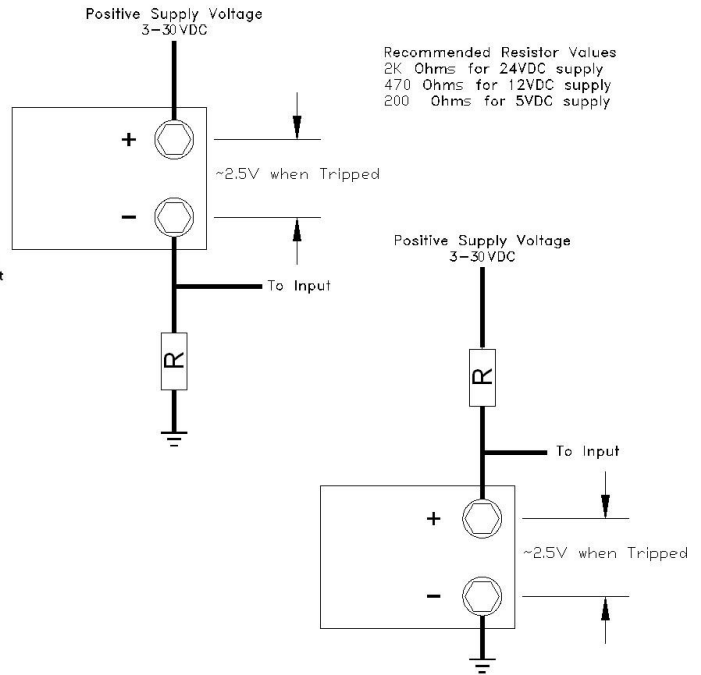 Positive Supply Voltage
3-30VDC
Recommended Resistor Values
2K Ohms for 24VDC supply
470 Ohms for 12VDC supply
200 Ohms for 5VDC supply
+
~2.5V when Tripped
-
t
To Input
R
Positive Supply Voltage
3-30VDC
R
To Input
+
~2.5V when Tripped
-